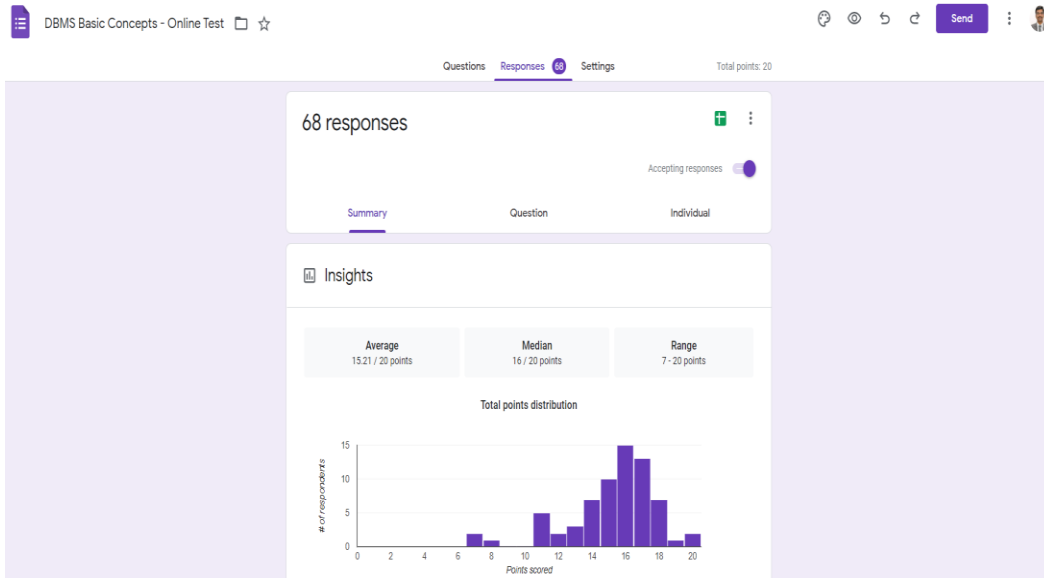 DBMS Basic Concepts - Online Test
Send
Questions Responses 68 Settings Total points: 20
68 responses
Accepting responses
Summary Question Individual
Insights
Average Median Range
15.21 / 20 points 16 / 20 points 7 - 20 points
Total points distribution
# of respondents
15
10
5
0
0 2 4 6 8 10 12 14 16 18 20
Points scored